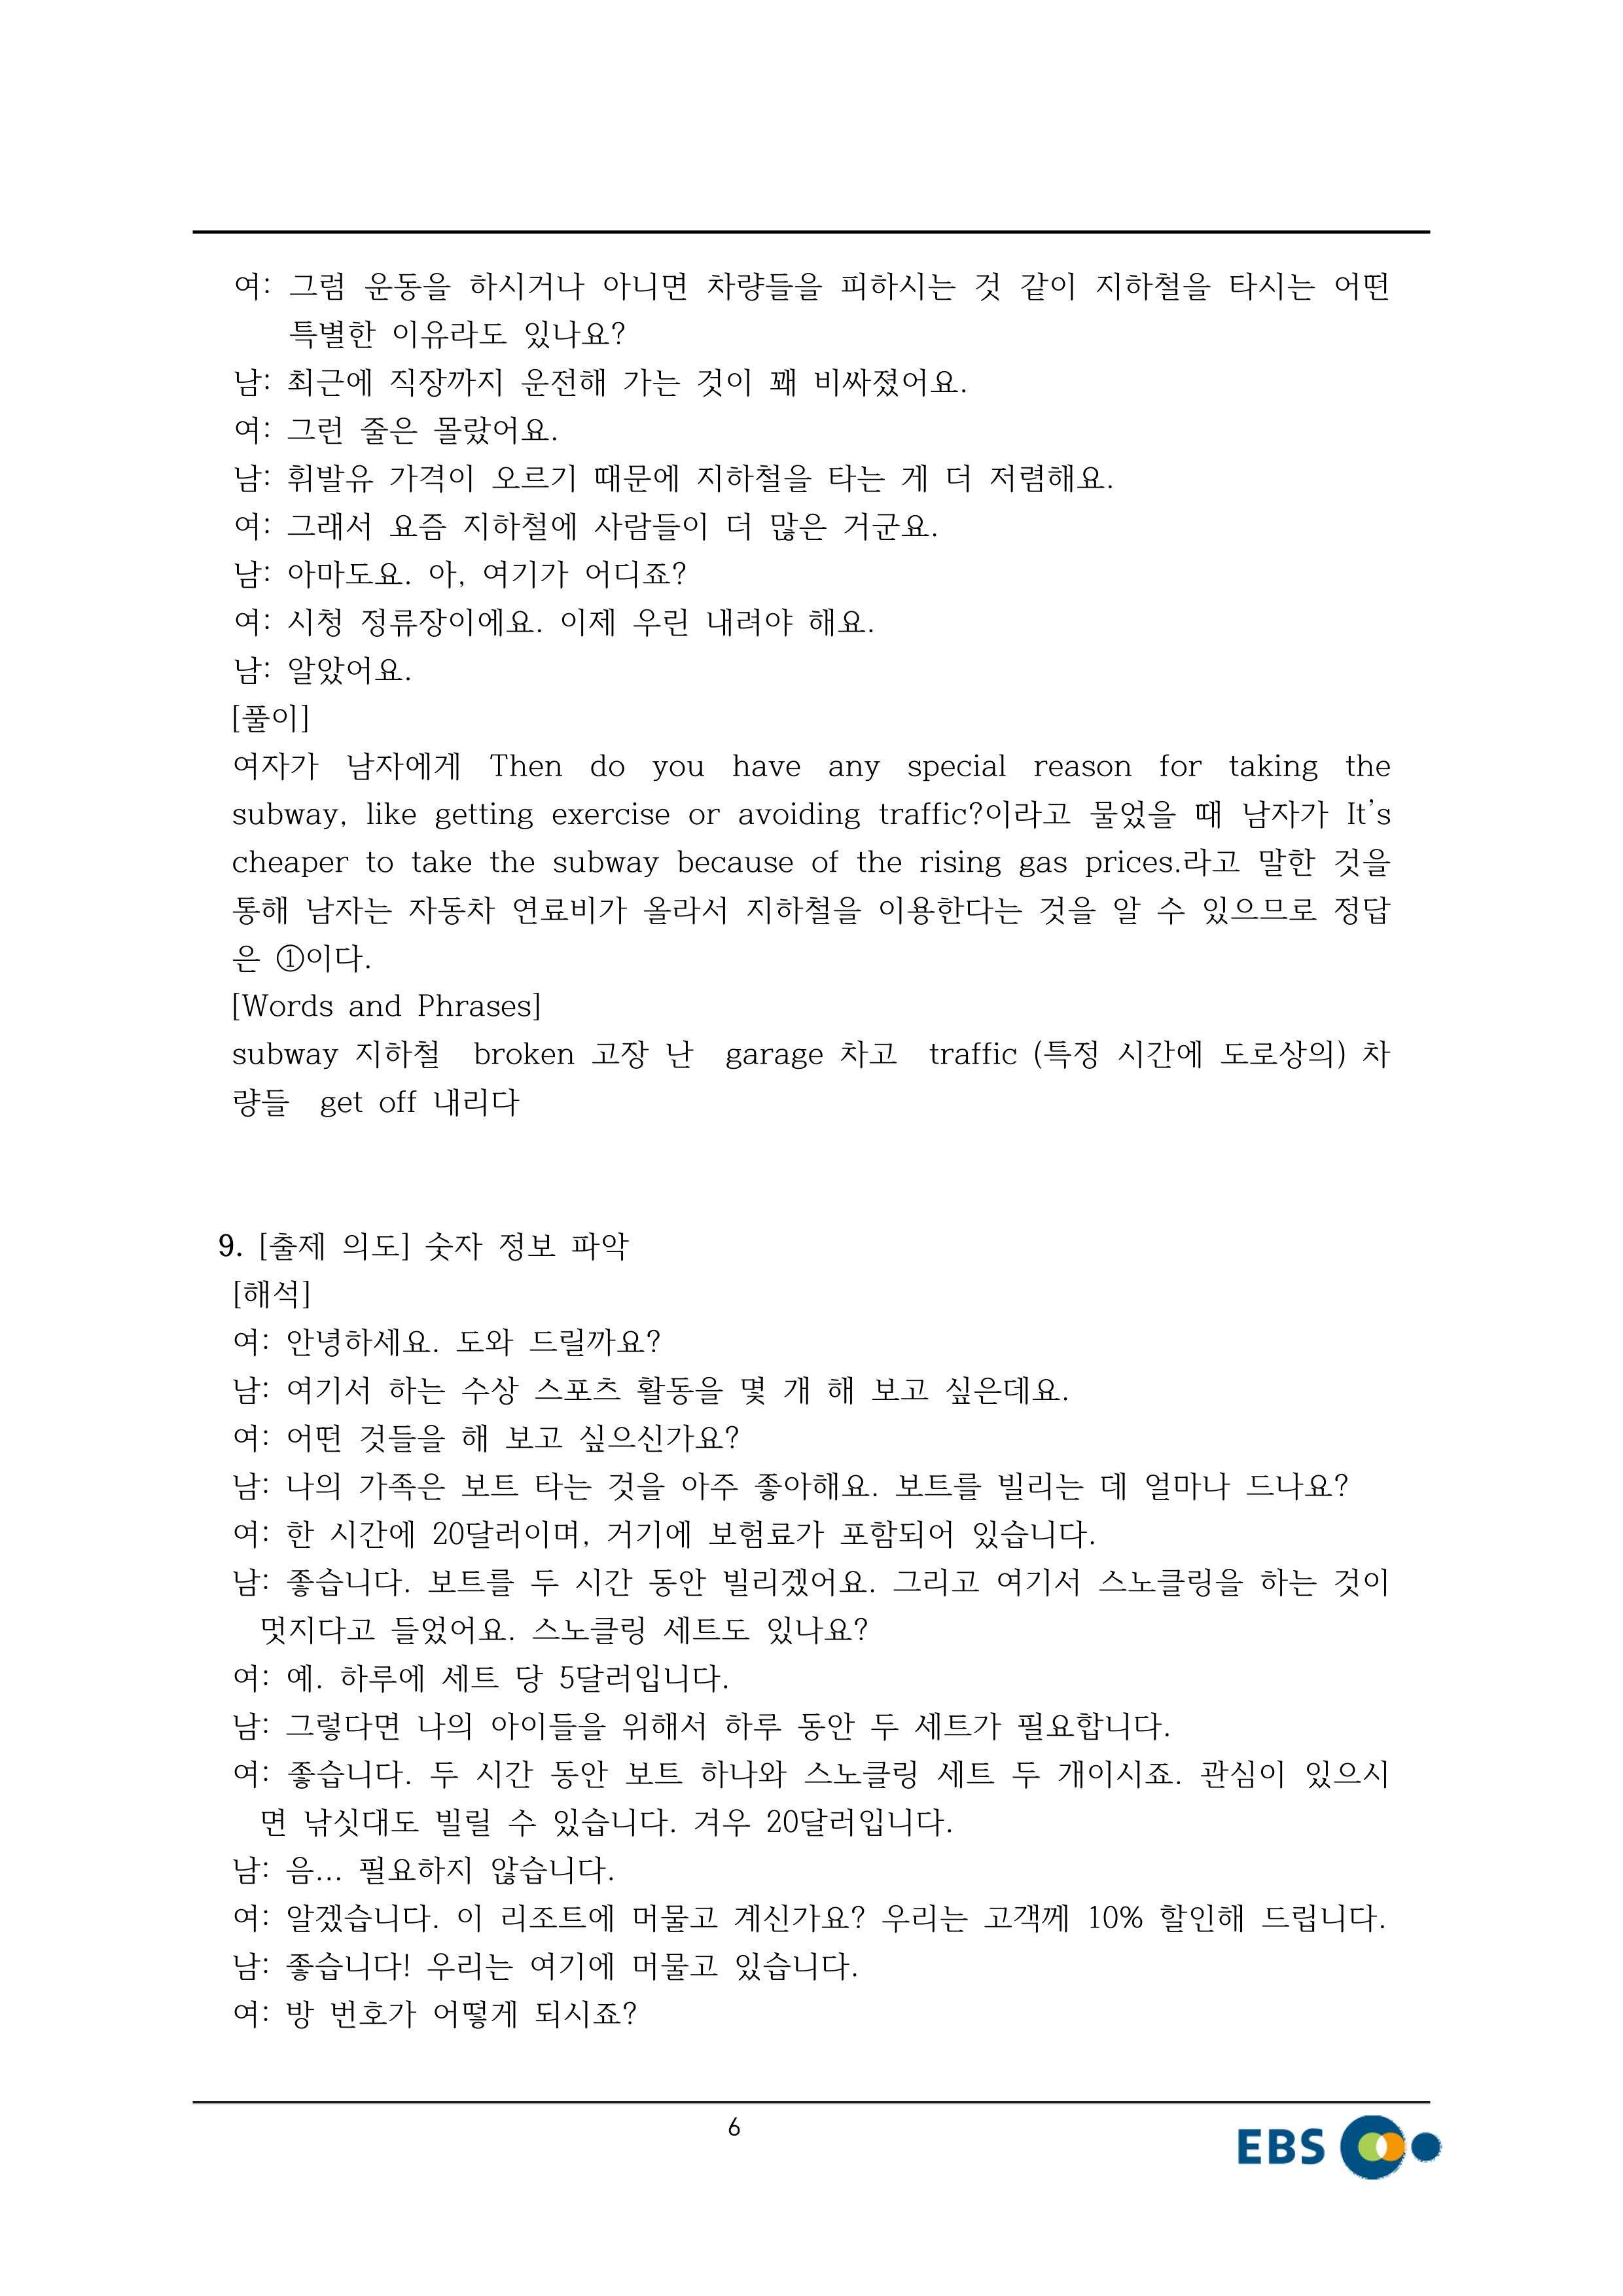 여: 그럼 운동을 하시거나 아니면 차량들을 피하시는 것 같이 지하철을 타시는 어떤
특별한 이유라도 있나요?
남: 최근에 직장까지 운전해 가는 것이 꽤 비싸졌어요.
여: 그런 줄은 몰랐어요.
남: 휘발유 가격이 오르기 때문에 지하철을 타는 게 더 저렴해요.
여: 그래서 요즘 지하철에 사람들이 더 많은 거군요.
남: 아마도요. 아, 여기가 어디죠?
여: 시청 정류장이에요. 이제 우린 내려야 해요.
남: 알았어요.
[풀이]
여자가 남자에게 Then do you have any special reason for taking the
subway, like getting exercise or avoiding traffic?이라고 물었을 때 남자가 It's
cheaper to take the subway because of the rising gas prices.라고 말한 것을
통해 남자는 자동차 연료비가 올라서 지하철을 이용한다는 것을 알 수 있으므로 정답
은 ①이다.
[Words and Phrases]
subway 지하철 broken 고장 난 garage 차고 traffic (특정 시간에 도로상의) 차
량들 get off 내리다
9. [출제 의도] 숫자 정보 파악
[해석]
여: 안녕하세요. 도와 드릴까요?
남: 여기서 하는 수상 스포츠 활동을 몇 개 해 보고 싶은데요.
여: 어떤 것들을 해 보고 싶으신가요?
남: 나의 가족은 보트 타는 것을 아주 좋아해요. 보트를 빌리는 데 얼마나 드나요?
여: 한 시간에 20달러이며, 거기에 보험료가 포함되어 있습니다.
남: 좋습니다. 보트를 두 시간 동안 빌리겠어요. 그리고 여기서 스노클링을 하는 것이
멋지다고 들었어요. 스노클링 세트도 있나요?
여: 예. 하루에 세트 당 5달러입니다.
남: 그렇다면 나의 아이들을 위해서 하루 동안 두 세트가 필요합니다.
여: 좋습니다. 두 시간 동안 보트 하나와 스노클링 세트 두 개이시죠. 관심이 있으시
면 낚싯대도 빌릴 수 있습니다. 겨우 20달러입니다.
남: 음... 필요하지 않습니다.
여: 알겠습니다. 이 리조트에 머물고 계신가요? 우리는 고객께 10% 할인해 드립니다.
남: 좋습니다! 우리는 여기에 머물고 있습니다.
여: 방 번호가 어떻게 되시죠?
6
EBS